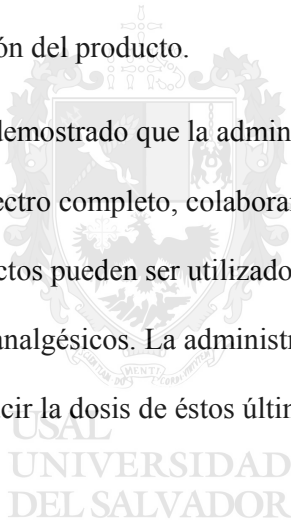 ón del producto.
demostrado que la admin
ectro completo, colabora
ctos pueden ser utilizado
analgésicos. La administr
cir la dosis de éstos últim
USAL
UNIVERSIDAD
DEL SALVADOR